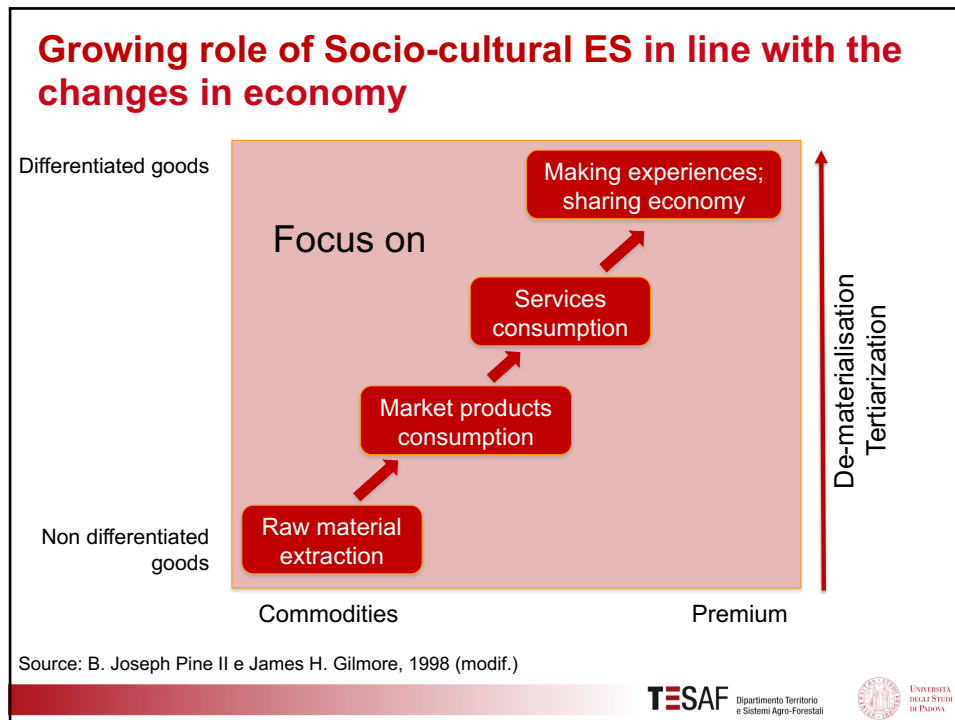 Growing role of Socio-cultural ES in line with the
changes in economy
Differentiated goods
Making experiences;
sharing economy
Focus on
Services
consumption
Market products
consumption
Raw material
extraction
Non differentiated
goods
De-materialisation
Tertiarization
Commodities
Premium
Source: B. Joseph Pine II e James H. Gilmore, 1998 (modif.)
TESAF
Dipartimento Territorio
e Sistemi Agro-Forestali
UNIVERSITÀ
DEGLI STUDI
DI PADOVA